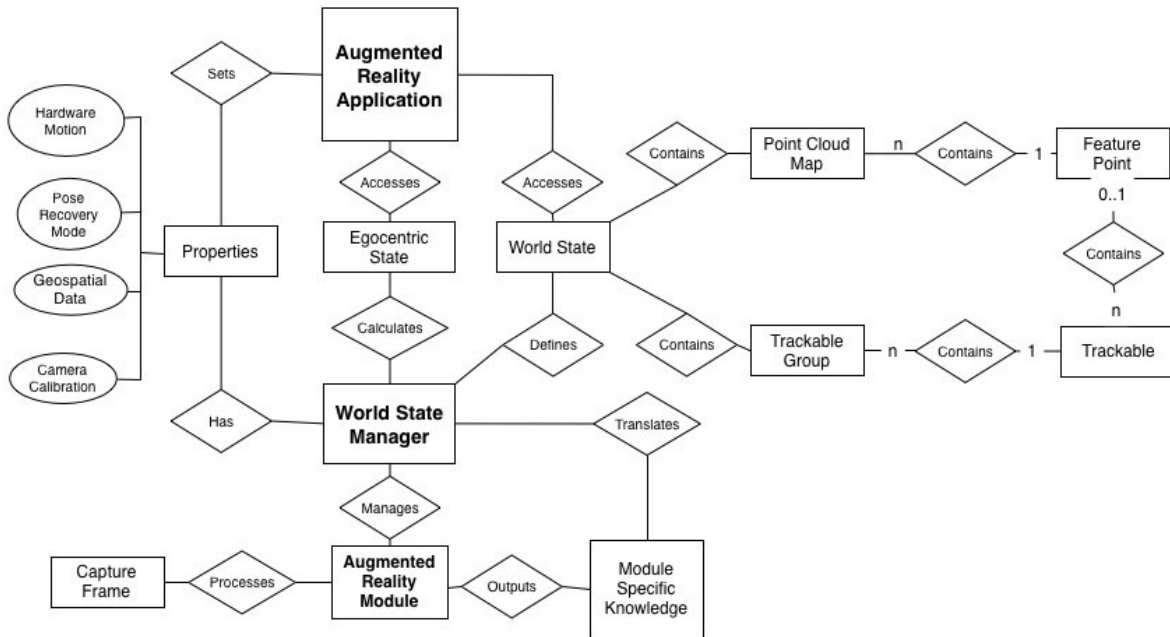 Augmented
Reality
Application
Sets
Hardware
Motion
Point Cloud
Map
n
Contains
1
Feature
Point
Contains
Accesses
Accesses
0..1
Pose
Recovery
Mode
Properties
Egocentric
State
World State
Contains
Geospatial
Data
n
Calculates
Defines
Contains
Trackable
Group
n
Contains
1
Trackable
Camera
Calibration
Has
World State
Manager
Translates
Manages
Capture
Frame
Processes
Augmented
Reality
Module
Outputs
Module
Specific
Knowledge